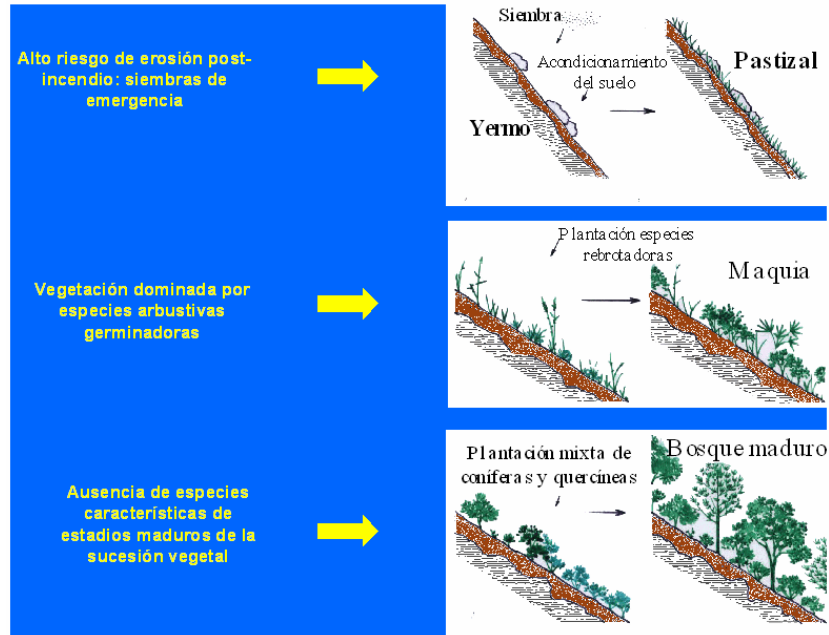 Alto riesgo de erosión post-
incendio: siembras de
emergencia
Siembra
Acondicionamiento
del suelo
Yermo
Pastizal
Vegetación dominada por
especies arbustivas
germinadoras
Plantación especies
rebrotadoras
Maquia
Ausencia de especies
características de
estadios maduros de la
sucesión vegetal
Plantación mixta de
coníferas y quercíneas
Bosque maduro